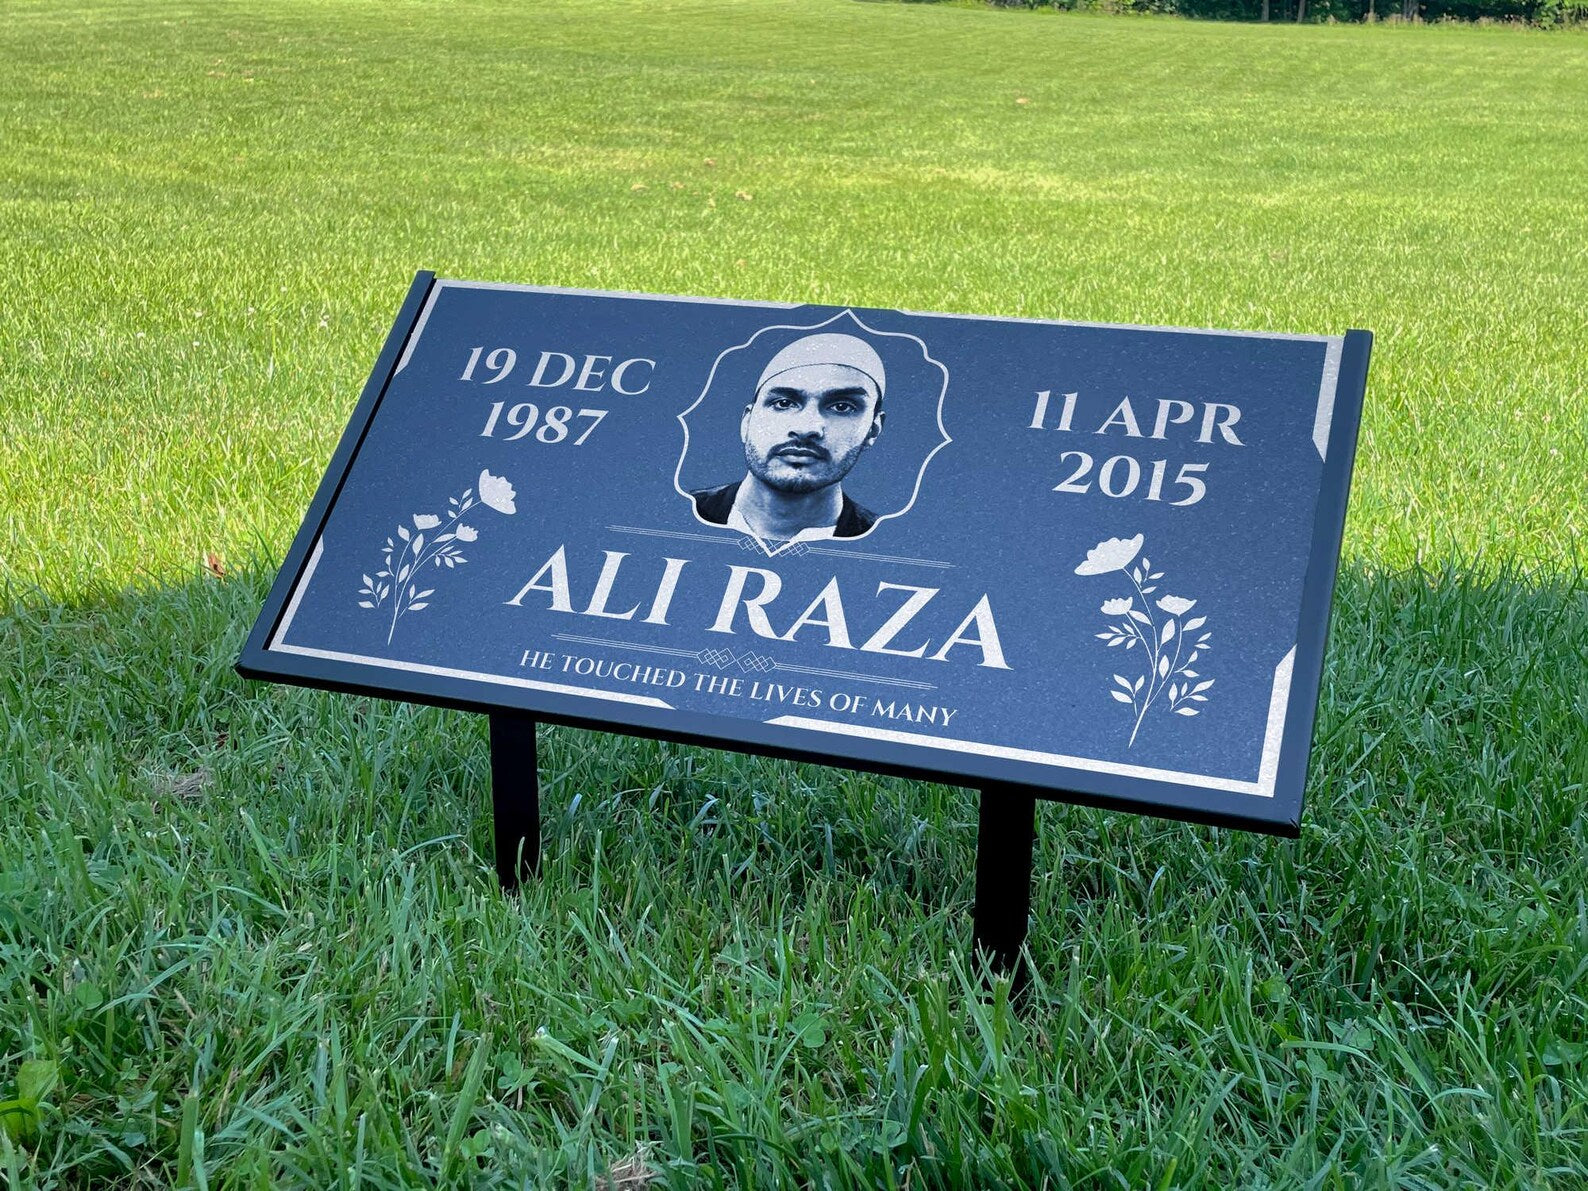 19 DEC
1987
11 APR
2015
ALI RAZA
HE TOUCHED THE LIVES OF MANY